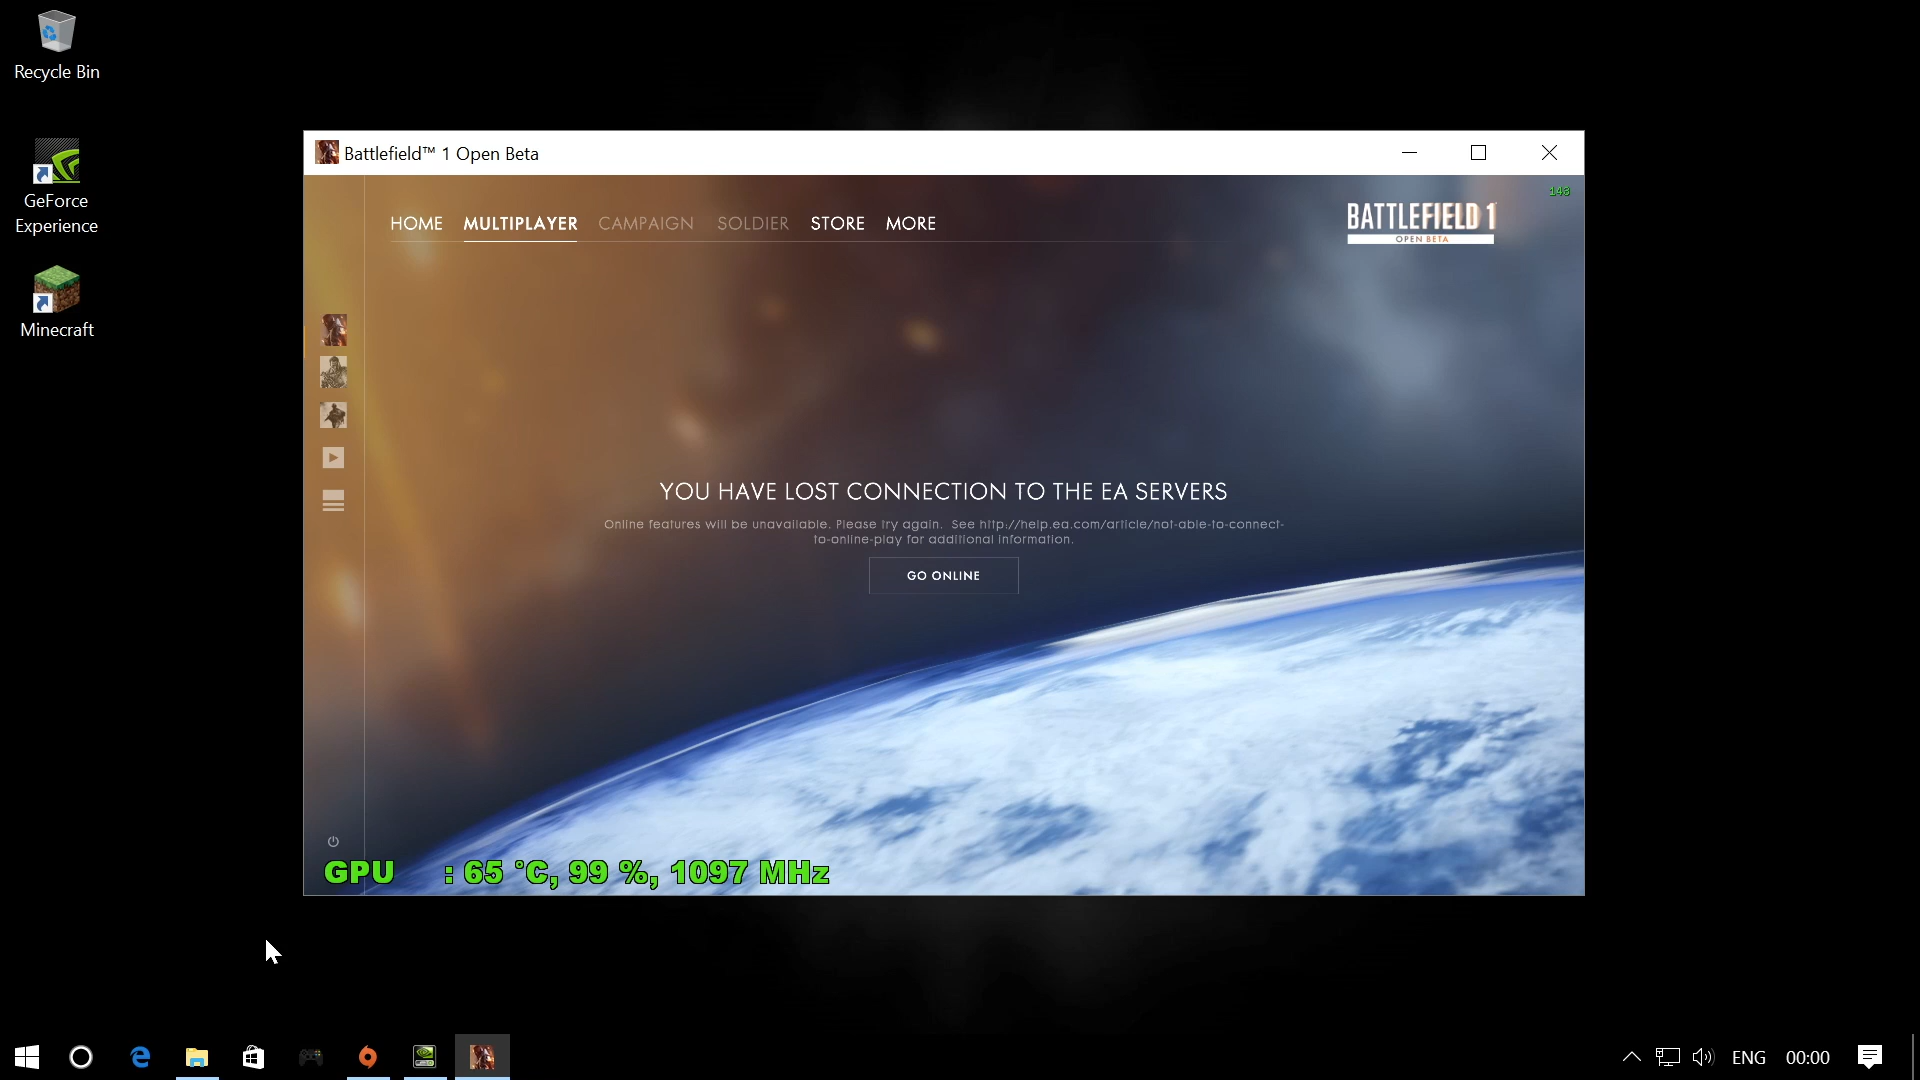 Recycle Bin
GeForce
Experience
Minecraft
Battlefield™ 1 Open Beta
146
HOME MULTIPLAYER CAMPAIGN SOLDIER STORE MORE
BATTLEFIELD 1
OPEN BETA
YOU HAVE LOST CONNECTION TO THE EA SERVERS
Online features will be unavailable. Please try again. See http://help.ea.com/article/not-able-to-connect-
to-online-play for additional information.
GO ONLINE
GPU : 65 °C, 99 %, 1097 MHz
ENG 00:00